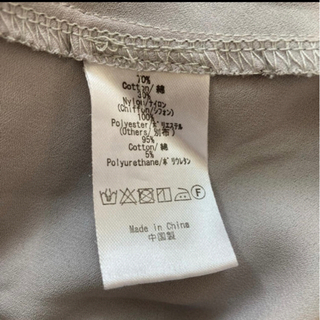 70%
Cotton/綿
30%
Nylon/ナイロン
(Chiffon/シフォン)
100%
Polyester/ポリエステル
(Others/別布)
95%
Cotton/綿
5%
Polyurethane/ポリウレタン
F
Made in China
中国製